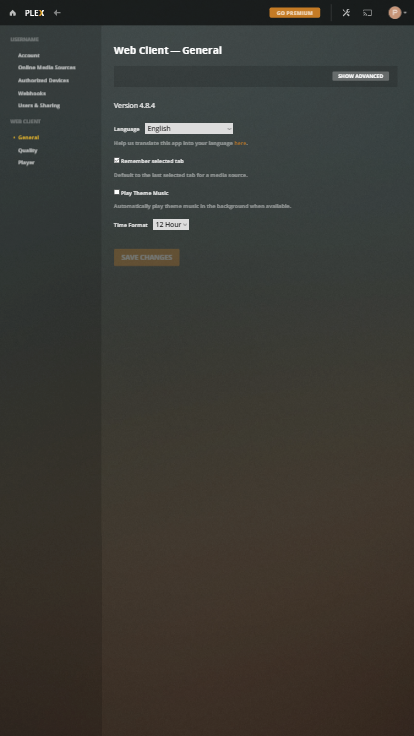 PLEX
GO PREMIUM
P
USERNAME
Account
Online Media Sources
Authorized Devices
Webhooks
Users & Sharing
WEB CLIENT
General
Quality
Player
Web Client — General
SHOW ADVANCED
Version 4.8.4
Language English
Help us translate this app into your language here.
Remember selected tab
Default to the last selected tab for a media source.
Play Theme Music
Automatically play theme music in the background when available.
Time Format 12 Hour
SAVE CHANGES